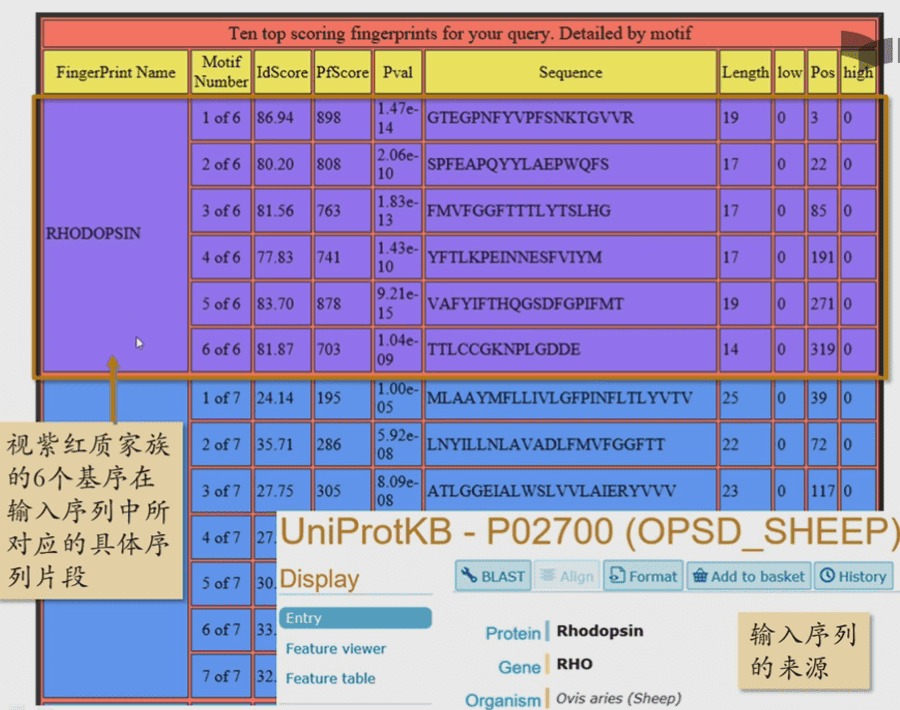 Ten top scoring fingerprints for your query. Detailed by motif
FingerPrint Name Motif Number IdScore PfScore Pval Sequence Length low Pos high
RHODOPSIN
1 of 6 86.94 898 1.47e-14 GTEGPNFYVPFSNKTGVVR 19 0 3 0
2 of 6 80.20 808 2.06e-10 SPFEAPQYYLAEPWQFS 17 0 22 0
3 of 6 81.56 763 1.83e-13 FMVFGGFTTTLYTSLHG 17 0 85 0
4 of 6 77.83 741 1.43e-10 YFTLKPEINNESFVIYM 17 0 191 0
5 of 6 83.70 878 9.21e-15 VAFYIFTHQGSDFGPIFMT 19 0 271 0
6 of 6 81.87 703 1.04e-09 TTLCCGKNPLGDDE 14 0 319 0
1 of 7 24.14 195 1.00e-05 MLAAYMFLLIVLGFPINFLTLYVTV 25 0 39 0
2 of 7 35.71 286 5.92e-08 LNYILLNLAVADLFMVFGGFTT 22 0 72 0
3 of 7 27.75 305 8.09e-08 ATLGGEIALWSLVVLAIERYVVV 23 0 117 0
4 of 7 27.
5 of 7 30.
6 of 7 33.
7 of 7 32.
视紫红质家族
的6个基序在
输入序列中所
对应的具体序
列片段
UniProtKB - P02700 (OPSD_SHEEP)
Display
Entry
Feature viewer
Feature table
BLAST Align Format Add to basket History
Protein Rhodopsin
Gene RHO
Organism Ovis aries (Sheep)
输入序列
的来源